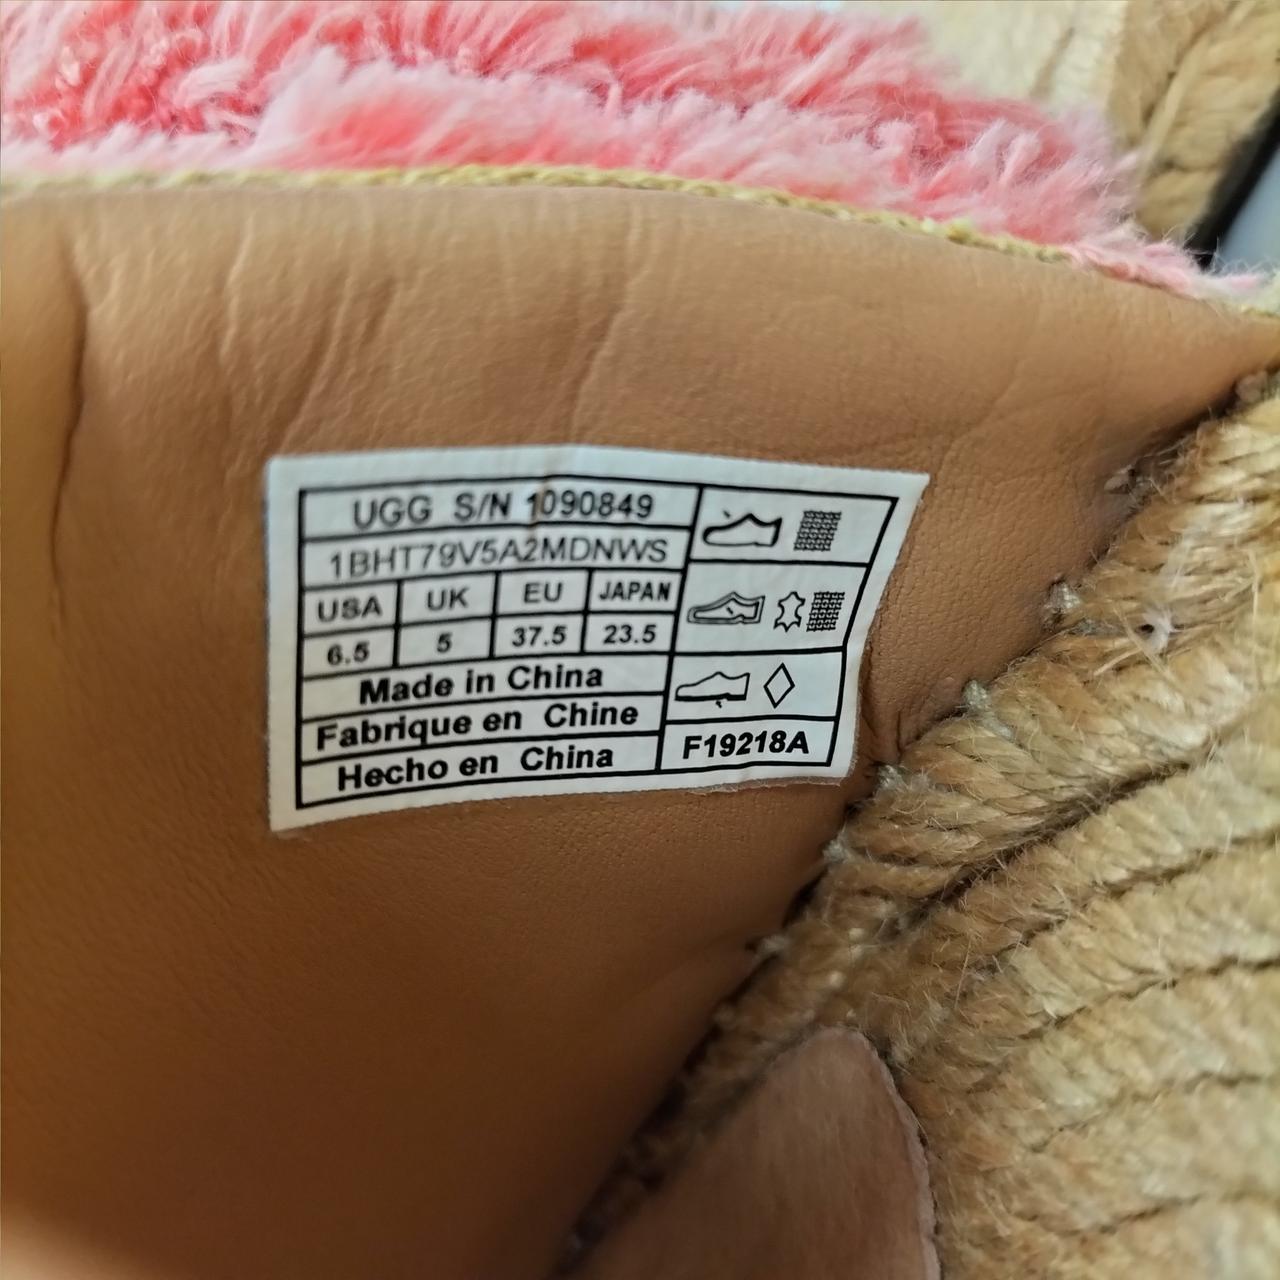 UGG S/N 1090849
1BHT79V5A2MDNWS
USA UK EU JAPAN
6.5 5 37.5 23.5
Made in China
Fabrique en Chine
Hecho en China
F19218A